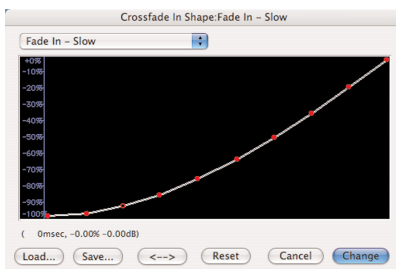 Crossfade In Shape:Fade In – Slow
Fade In – Slow
+0%
-10%
-20%
-30%
-40%
-50%
-60%
-70%
-80%
-90%
-100%
( 0msec, -0.00% -0.00dB)
Load... Save... <--> Reset Cancel Change